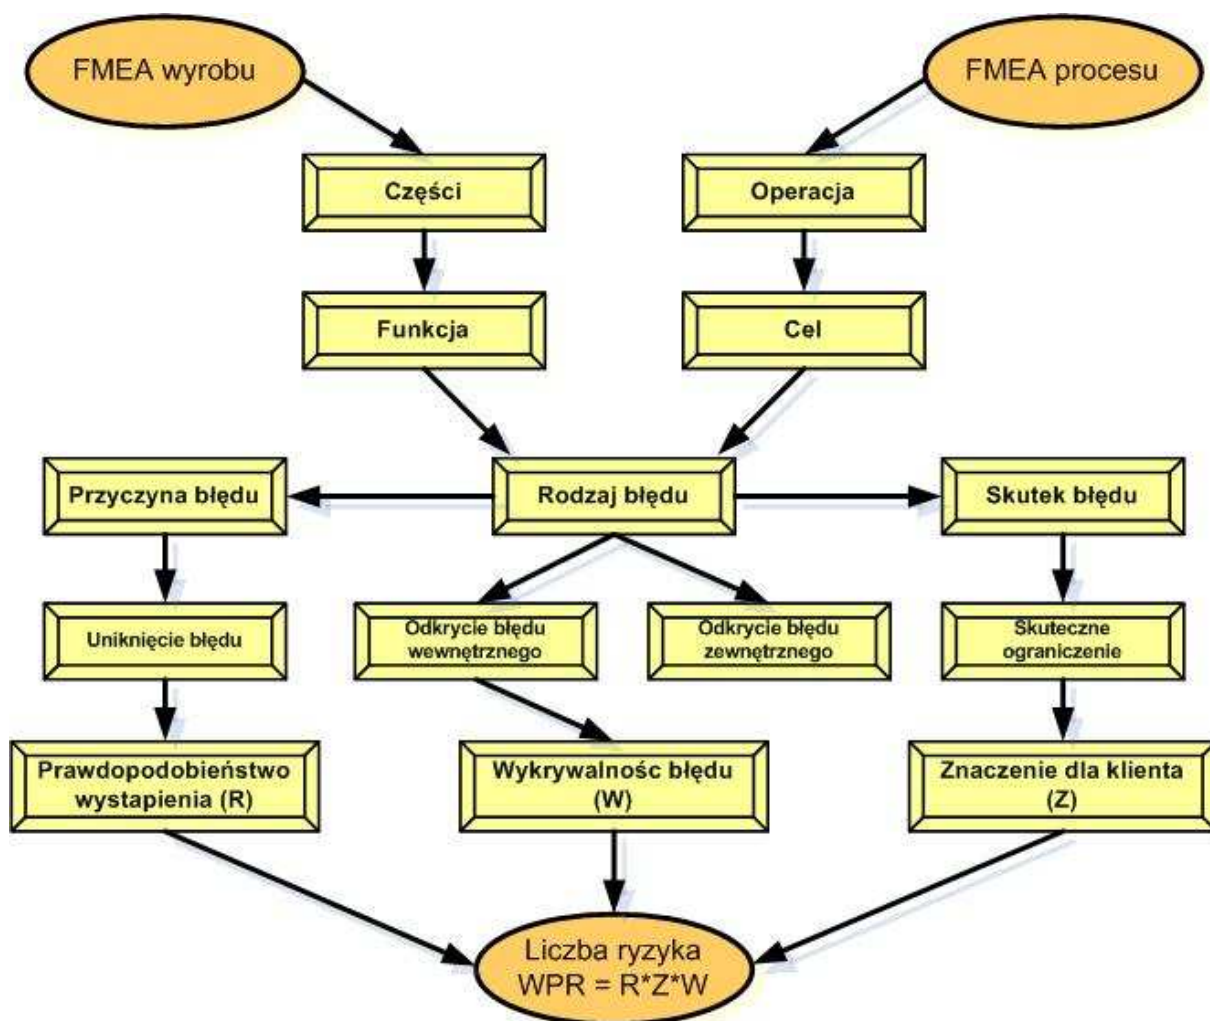 FMEA wyrobu
FMEA procesu
Części
Operacja
Funkcja
Cel
Przyczyna błędu
Rodzaj błędu
Skutek błędu
Uniknięcie błędu
Odkrycie błędu
wewnętrznego
Odkrycie błędu
zewnętrznego
Skuteczne
ograniczenie
Prawdopodobieństwo
wystapienia (R)
Wykrywalnośc błędu
(W)
Znaczenie dla klienta
(Z)
Liczba ryzyka
WPR = R*Z*W